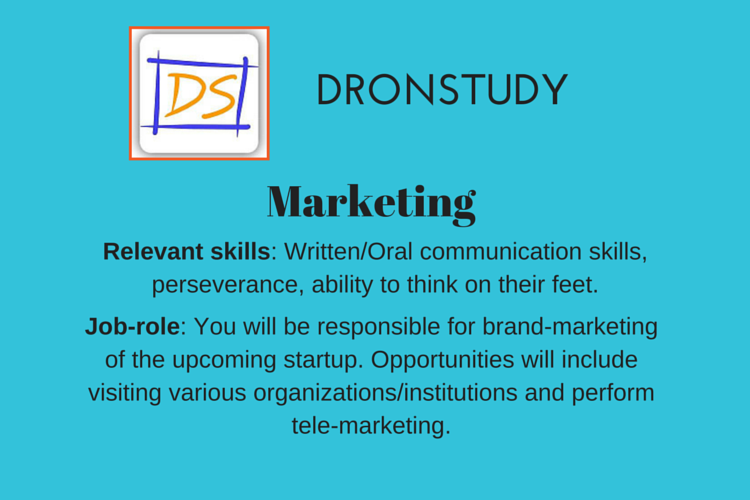 DS
DRONSTUDY
Marketing
Relevant skills: Written/Oral communication skills,
perseverance, ability to think on their feet.
Job-role: You will be responsible for brand-marketing
of the upcoming startup. Opportunities will include
visiting various organizations/institutions and perform
tele-marketing.